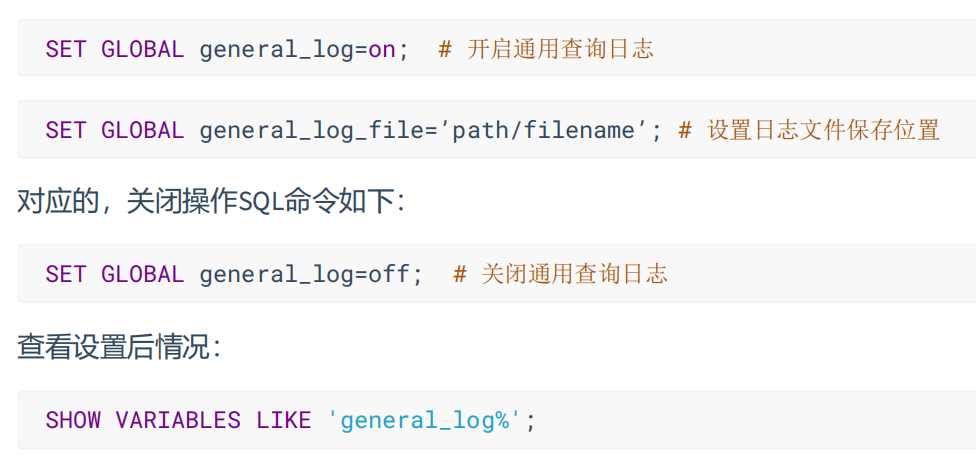 SET GLOBAL general_log=on;  # 开启通用查询日志
SET GLOBAL general_log_file=’path/filename’; # 设置日志文件保存位置
对应的，关闭操作SQL命令如下：
SET GLOBAL general_log=off;  # 关闭通用查询日志
查看设置后情况：
SHOW VARIABLES LIKE 'general_log%';